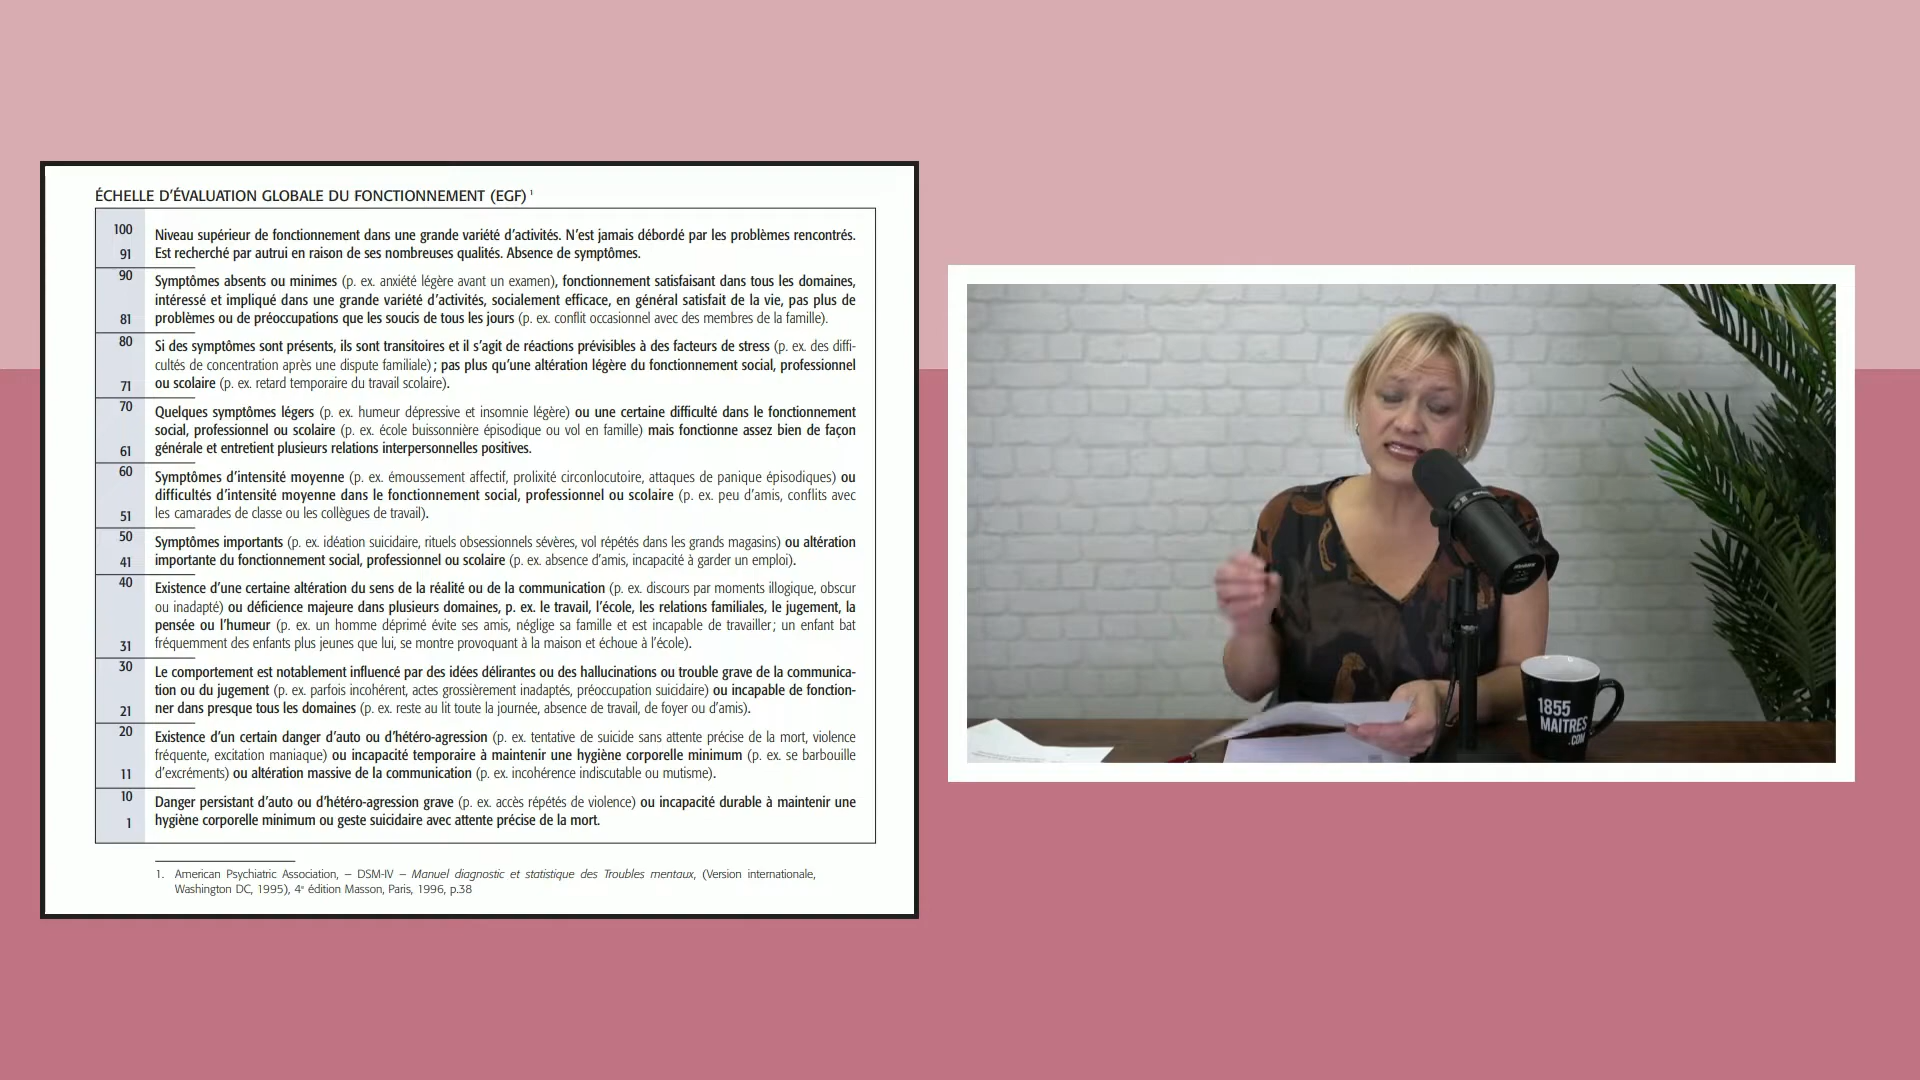 ÉCHELLE D’ÉVALUATION GLOBALE DU FONCTIONNEMENT (EGF) 1
100
Niveau supérieur de fonctionnement dans une grande variété d’activités. N’est jamais débordé par les problèmes rencontrés.
91 Est recherché par autrui en raison de ses nombreuses qualités. Absence de symptômes.
90
Symptômes absents ou minimes (p. ex. anxiété légère avant un examen), fonctionnement satisfaisant dans tous les domaines,
intéressé et impliqué dans une grande variété d’activités, socialement efficace, en général satisfait de la vie, pas plus de
81 problèmes ou de préoccupations que les soucis de tous les jours (p. ex. conflit occasionnel avec des membres de la famille).
80 Si des symptômes sont présents, ils sont transitoires et il s’agit de réactions prévisibles à des facteurs de stress (p. ex. des diffi-
cultés de concentration après une dispute familiale) ; pas plus qu’une altération légère du fonctionnement social, professionnel
71 ou scolaire (p. ex. retard temporaire du travail scolaire).
70 Quelques symptômes légers (p. ex. humeur dépressive et insomnie légère) ou une certaine difficulté dans le fonctionnement
social, professionnel ou scolaire (p. ex. école buissonnière épisodique ou vol en famille) mais fonctionne assez bien de façon
61 générale et entretient plusieurs relations interpersonnelles positives.
60 Symptômes d’intensité moyenne (p. ex. émoussement affectif, prolixité circonlocutoire, attaques de panique épisodiques) ou
difficultés d’intensité moyenne dans le fonctionnement social, professionnel ou scolaire (p. ex. peu d’amis, conflits avec
51 les camarades de classe ou les collègues de travail).
50 Symptômes importants (p. ex. idéation suicidaire, rituels obsessionnels sévères, vol répétés dans les grands magasins) ou altération
41 importante du fonctionnement social, professionnel ou scolaire (p. ex. absence d’amis, incapacité à garder un emploi).
40 Existence d’une certaine altération du sens de la réalité ou de la communication (p. ex. discours par moments illogique, obscur
ou inadapté) ou déficience majeure dans plusieurs domaines, p. ex. le travail, l’école, les relations familiales, le jugement, la
pensée ou l’humeur (p. ex. un homme déprimé évite ses amis, néglige sa famille et est incapable de travailler ; un enfant bat
31 fréquemment des enfants plus jeunes que lui, se montre provoquant à la maison et échoue à l’école).
30 Le comportement est notablement influencé par des idées délirantes ou des hallucinations ou trouble grave de la communica-
tion ou du jugement (p. ex. parfois incohérent, actes grossièrement inadaptés, préoccupation suicidaire) ou incapable de fonction-
21 ner dans presque tous les domaines (p. ex. reste au lit toute la journée, absence de travail, de foyer ou d’amis).
20 Existence d’un certain danger d’auto ou d’hétéro-agression (p. ex. tentative de suicide sans attente précise de la mort, violence
fréquente, excitation maniaque) ou incapacité temporaire à maintenir une hygiène corporelle minimum (p. ex. se barbouille
11 d’excréments) ou altération massive de la communication (p. ex. incohérence indiscutable ou mutisme).
10 Danger persistant d’auto ou d’hétéro-agression grave (p. ex. accès répétés de violence) ou incapacité durable à maintenir une
1 hygiène corporelle minimum ou geste suicidaire avec attente précise de la mort.
1. American Psychiatric Association, – DSM-IV – Manuel diagnostic et statistique des Troubles mentaux, (Version internationale,
Washington DC, 1995), 4e édition Masson, Paris, 1996, p.38
1855
MAITRES
.COM